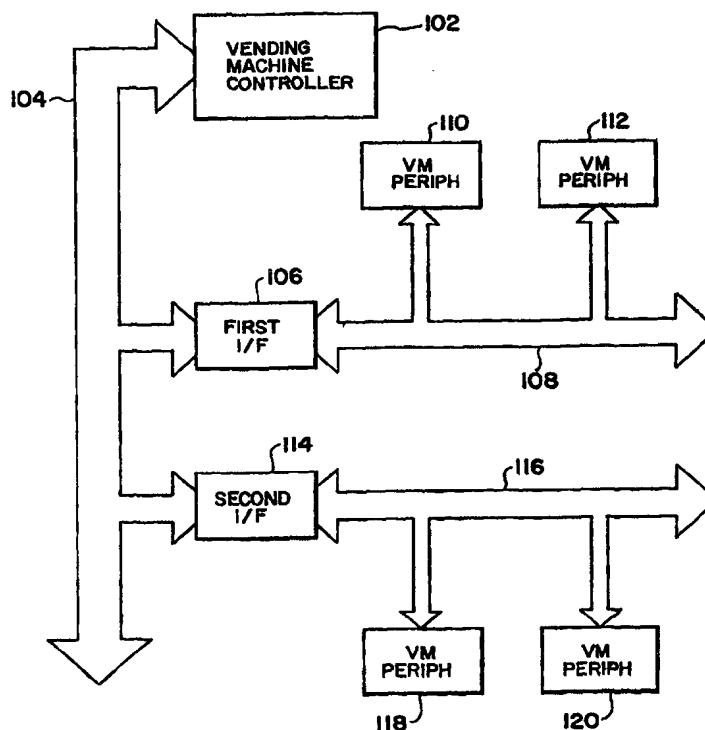 VENDING
MACHINE
CONTROLLER
102
104
110
112
VM
PERIPH
VM
PERIPH
106
FIRST
I/F
108
114
116
SECOND
I/F
VM
PERIPH
VM
PERIPH
118
120